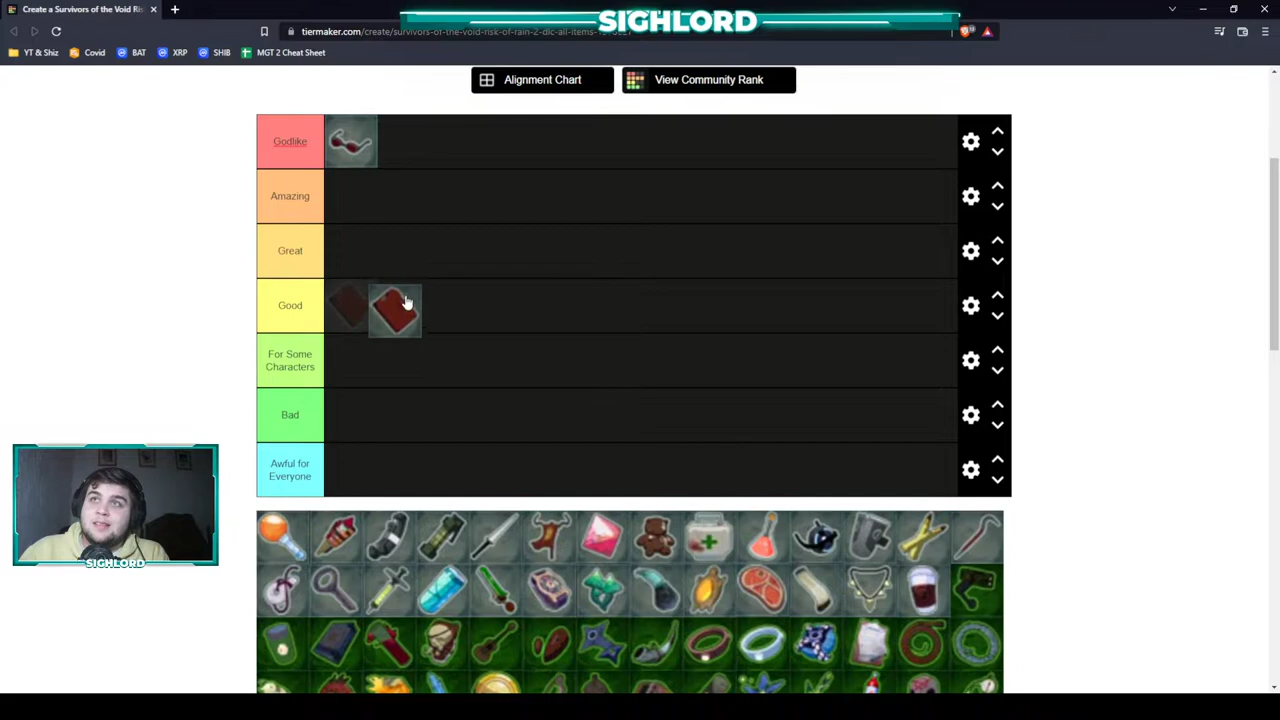 Create a Survivors of the Void Ris
SIGHLORD
tiermaker.com/create/survivors-of-the-void-risk-of-rain-2-dlc-all-items-
YT & Shiz
Covid
BAT
XRP
SHIB
MGT 2 Cheat Sheet
Alignment Chart
View Community Rank
Godlike
Amazing
Great
Good
For Some
Characters
Bad
Awful for
Everyone
SIGHLORD